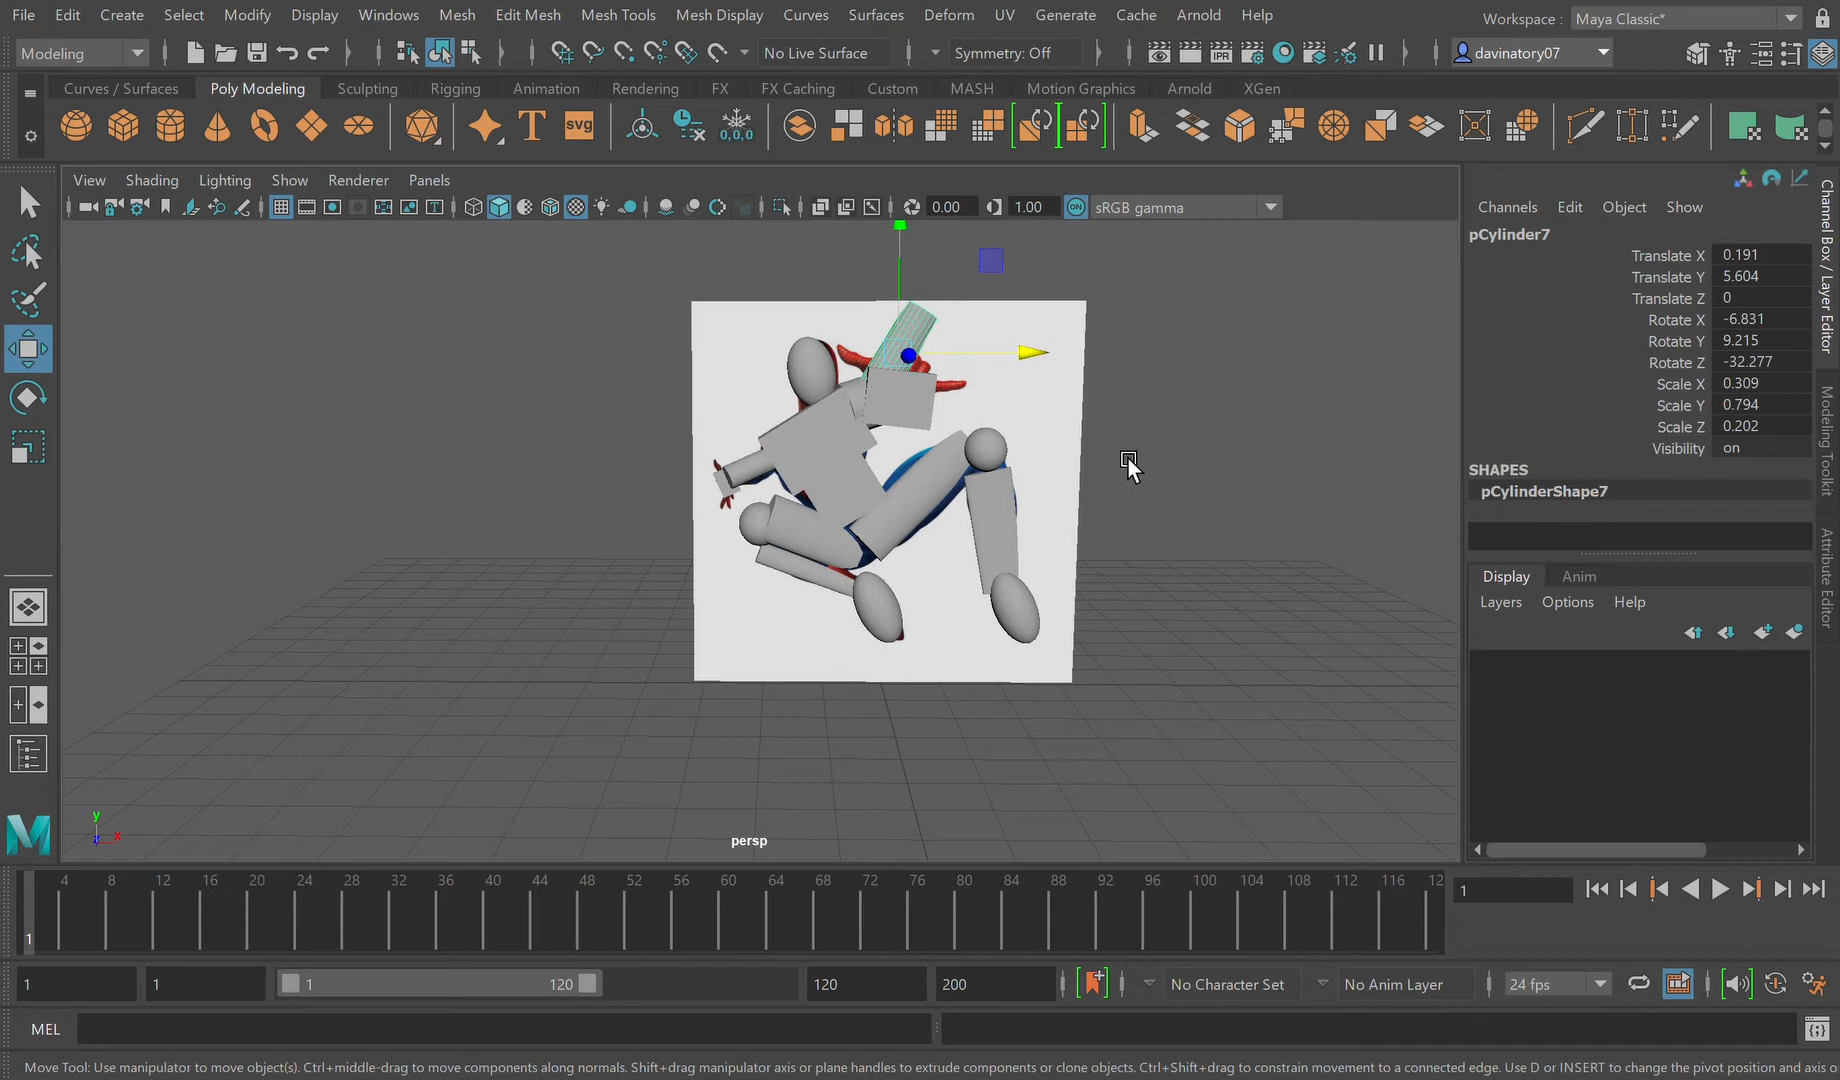 File Edit Create Select Modify Display Windows Mesh Edit Mesh Mesh Tools Mesh Display Curves Surfaces Deform UV Generate Cache Arnold Help
Workspace : Maya Classic*
Modeling
No Live Surface
Symmetry: Off
IPR
davinatory07
Curves / Surfaces Poly Modeling Sculpting Rigging Animation Rendering FX FX Caching Custom MASH Motion Graphics Arnold XGen
T svg 0,0,0
View Shading Lighting Show Renderer Panels
0.00 1.00 ON sRGB gamma
Channels Edit Object Show
pCylinder7
Translate X 0.191
Translate Y 5.604
Translate Z 0
Rotate X -6.831
Rotate Y 9.215
Rotate Z -32.277
Scale X 0.309
Scale Y 0.794
Scale Z 0.202
Visibility on
SHAPES
pCylinderShape7
Display Anim
Layers Options Help
Channel Box / Layer Editor
Modeling Toolkit
Attribute Editor
y
z x
persp
M
4 8 12 16 20 24 28 32 36 40 44 48 52 56 60 64 68 72 76 80 84 88 92 96 100 104 108 112 116 12
1
1
1 1 1 120 120 200
No Character Set
No Anim Layer
24 fps
MEL
Move Tool: Use manipulator to move object(s). Ctrl+middle-drag to move components along normals. Shift+drag manipulator axis or plane handles to extrude components or clone objects. Ctrl+Shift+drag to constrain movement to a connected edge. Use D or INSERT to change the pivot position and axis o